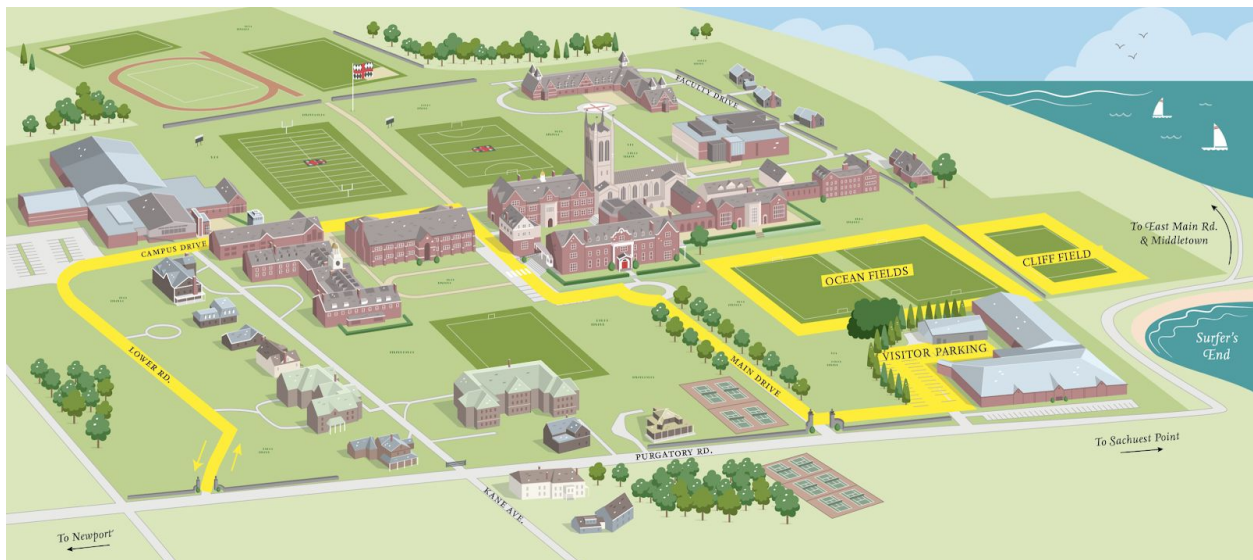 FACULTY DRIVE
To East Main Rd.
& Middletown
CAMPUS DRIVE
CLIFF FIELD
OCEAN FIELDS
Surfer's
End
VISITOR PARKING
LOWER RD.
MAIN DRIVE
To Sachuest Point
PURGATORY RD.
KANE AVE.
To Newport